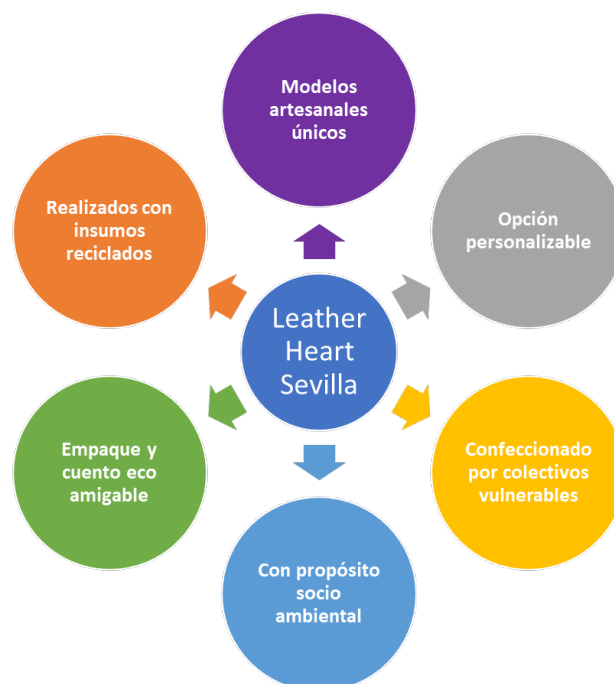 Modelos
artesanales
únicos
Opción
personalizable
Confeccionado
por colectivos
vulnerables
Con propósito
socio
ambiental
Empaque y
cuento eco
amigable
Realizados con
insumos
reciclados
Leather
Heart
Sevilla